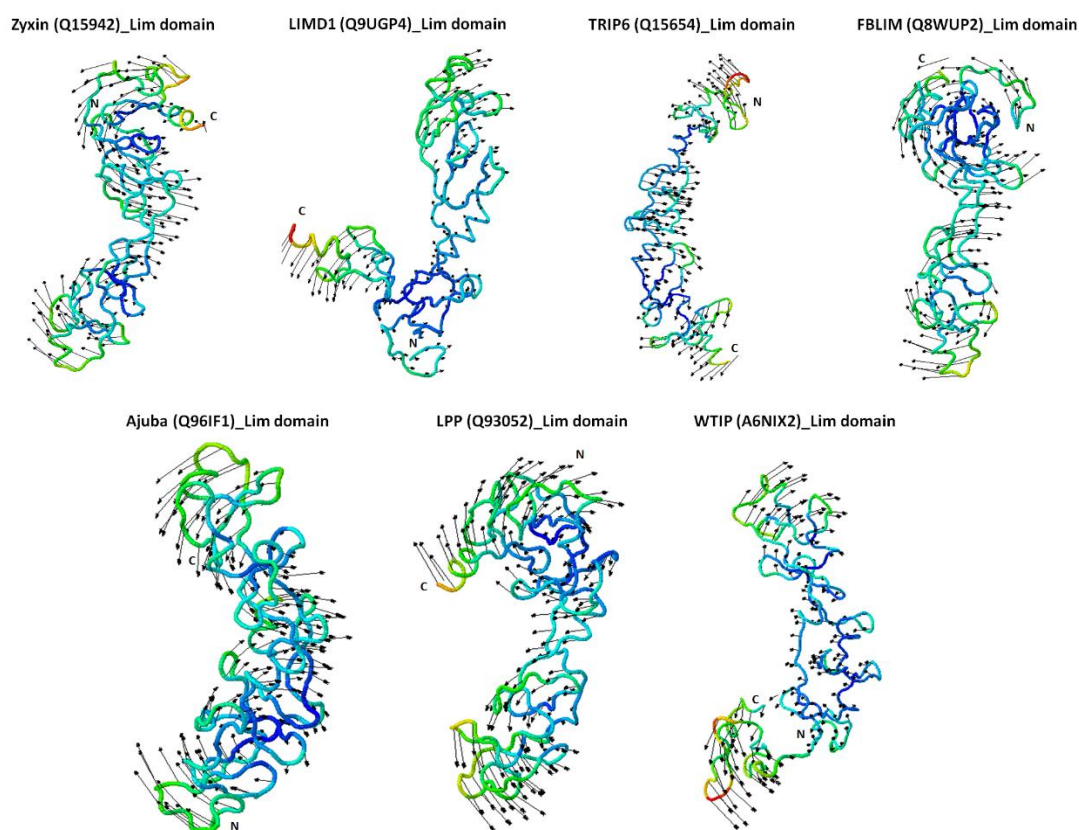 Zyxin (Q15942)_Lim domain
LIMD1 (Q9UGP4)_Lim domain
TRIP6 (Q15654)_Lim domain
FBLIM (Q8WUP2)_Lim domain
N
C
C
N
N
C
C
N
Ajuba (Q96IF1)_Lim domain
LPP (Q93052)_Lim domain
WTIP (A6NIX2)_Lim domain
C
N
N
C
C
N